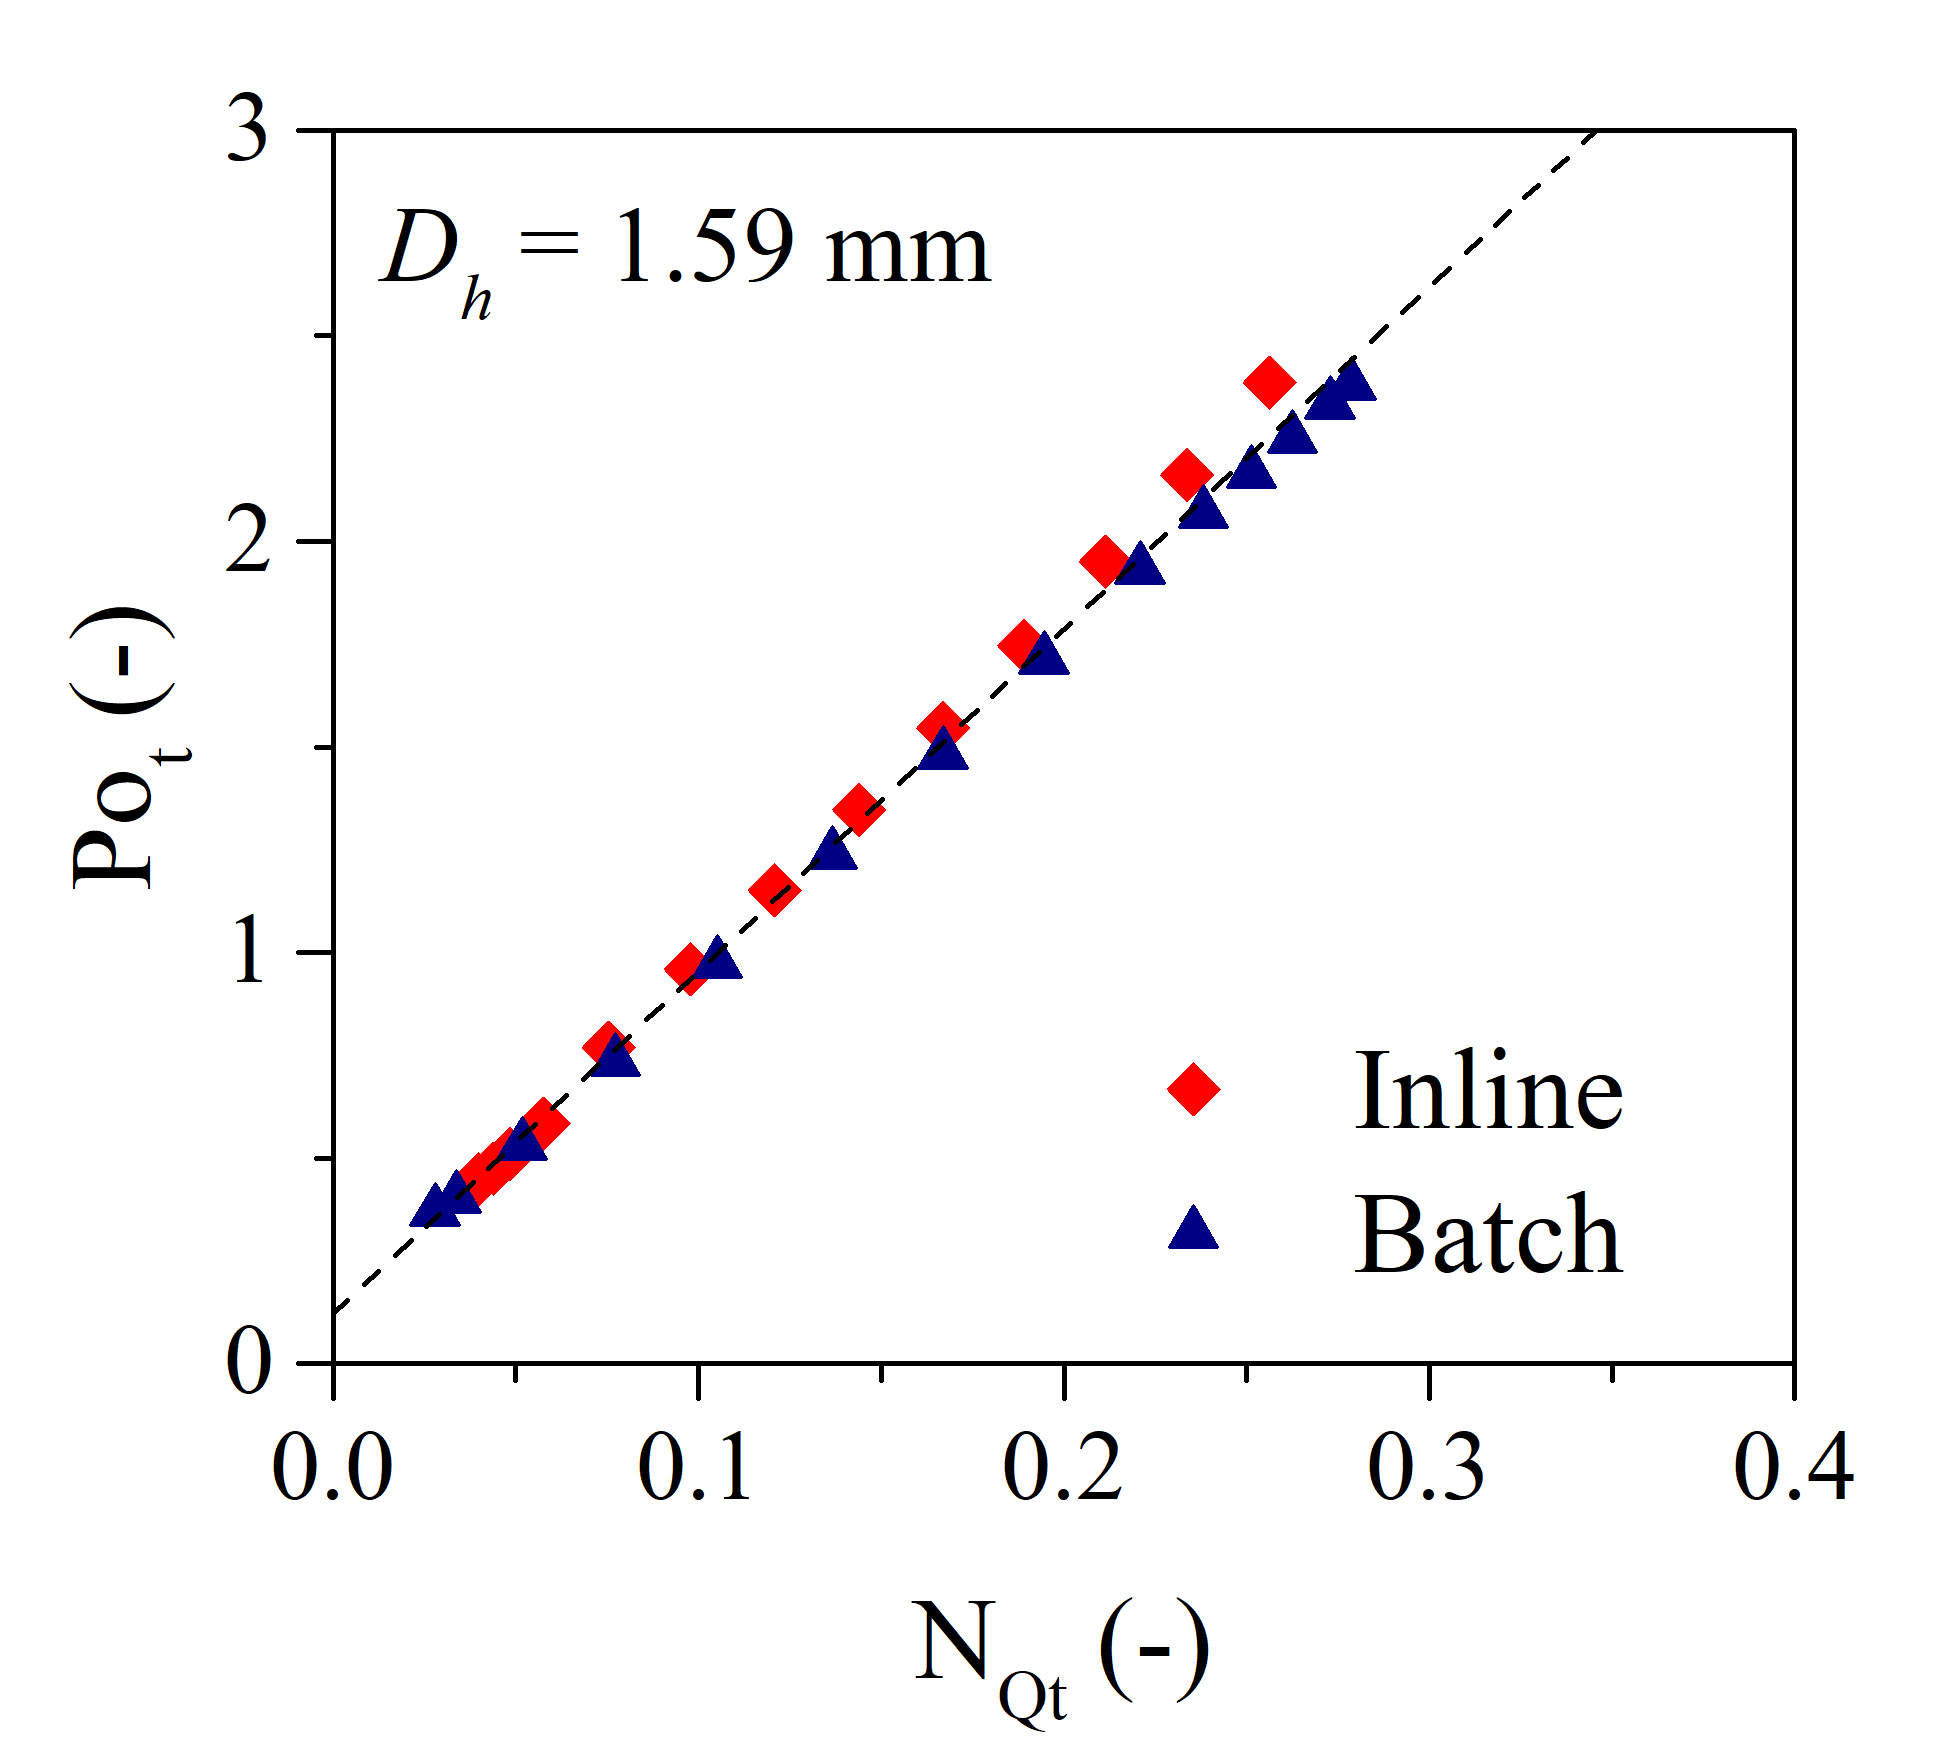 3
D_h = 1.59 mm
2
Po_t (-)
1
Inline
Batch
0
0.0 0.1 0.2 0.3 0.4
N_Qt (-)